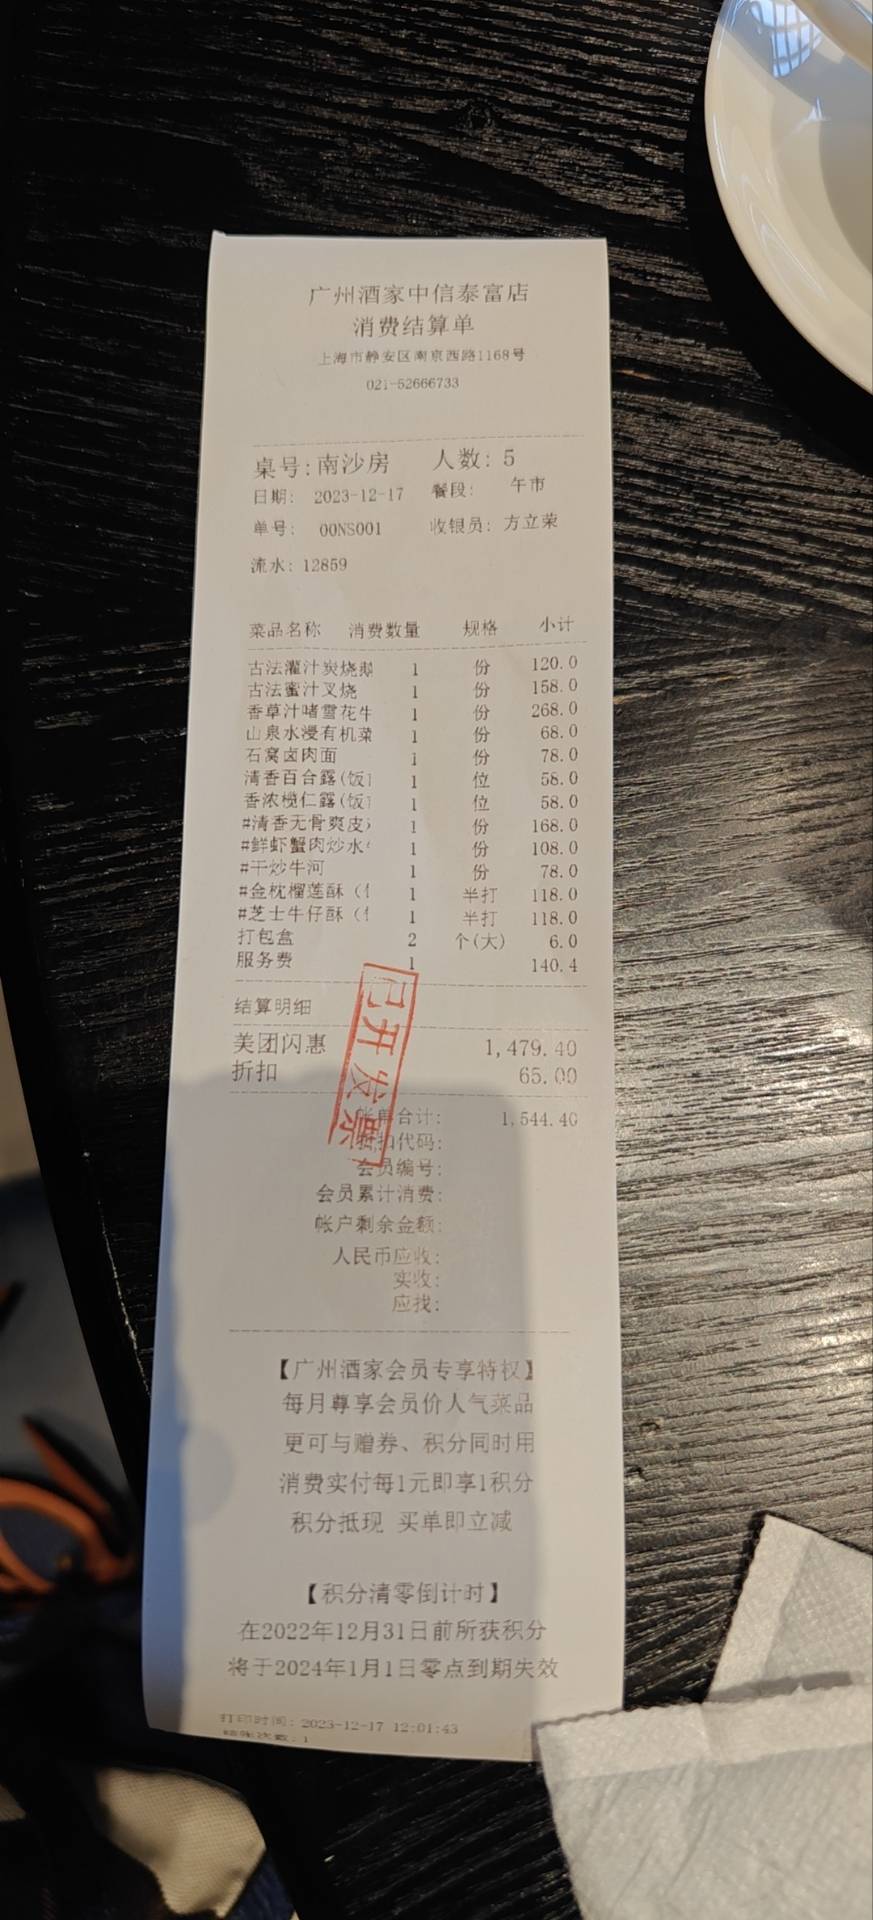 广州酒家中信泰富店
消费结算单
上海市静安区南京西路1168号
021-52666733
桌号:南沙房 人数: 5
日期: 2023-12-17 餐段: 午市
单号: 00NS001 收银员: 方立荣
流水: 12859
菜品名称 消费数量 规格 小计
古法灌汁炭烧鹅 1 份 120.0
古法蜜汁叉烧 1 份 158.0
香草汁啫雪花牛 1 份 268.0
山泉水浸有机菜 1 份 68.0
石窝卤肉面 1 份 78.0
清香百合露(饭 1 位 58.0
香浓榄仁露(饭 1 位 58.0
#清香无骨爽皮 1 份 168.0
#鲜虾蟹肉炒水 1 份 108.0
#干炒牛河 1 份 78.0
#金枕榴莲酥（ 1 半打 118.0
#芝士牛仔酥（ 1 半打 118.0
打包盒 2 个(大) 6.0
服务费 1 140.4
结算明细
美团闪惠 1,479.40
折扣 65.00
已开发票
帐单合计: 1,544.40
扣代码:
会员编号:
会员累计消费:
帐户剩余金额:
人民币应收:
实收:
应找:
【广州酒家会员专享特权】
每月尊享会员价人气菜品
更可与赠券、积分同时用
消费实付每1元即享1积分
积分抵现 买单即立减
【积分清零倒计时】
在2022年12月31日前所获积分
将于2024年1月1日零点到期失效
打印时间: 2023-12-17 12:01:43